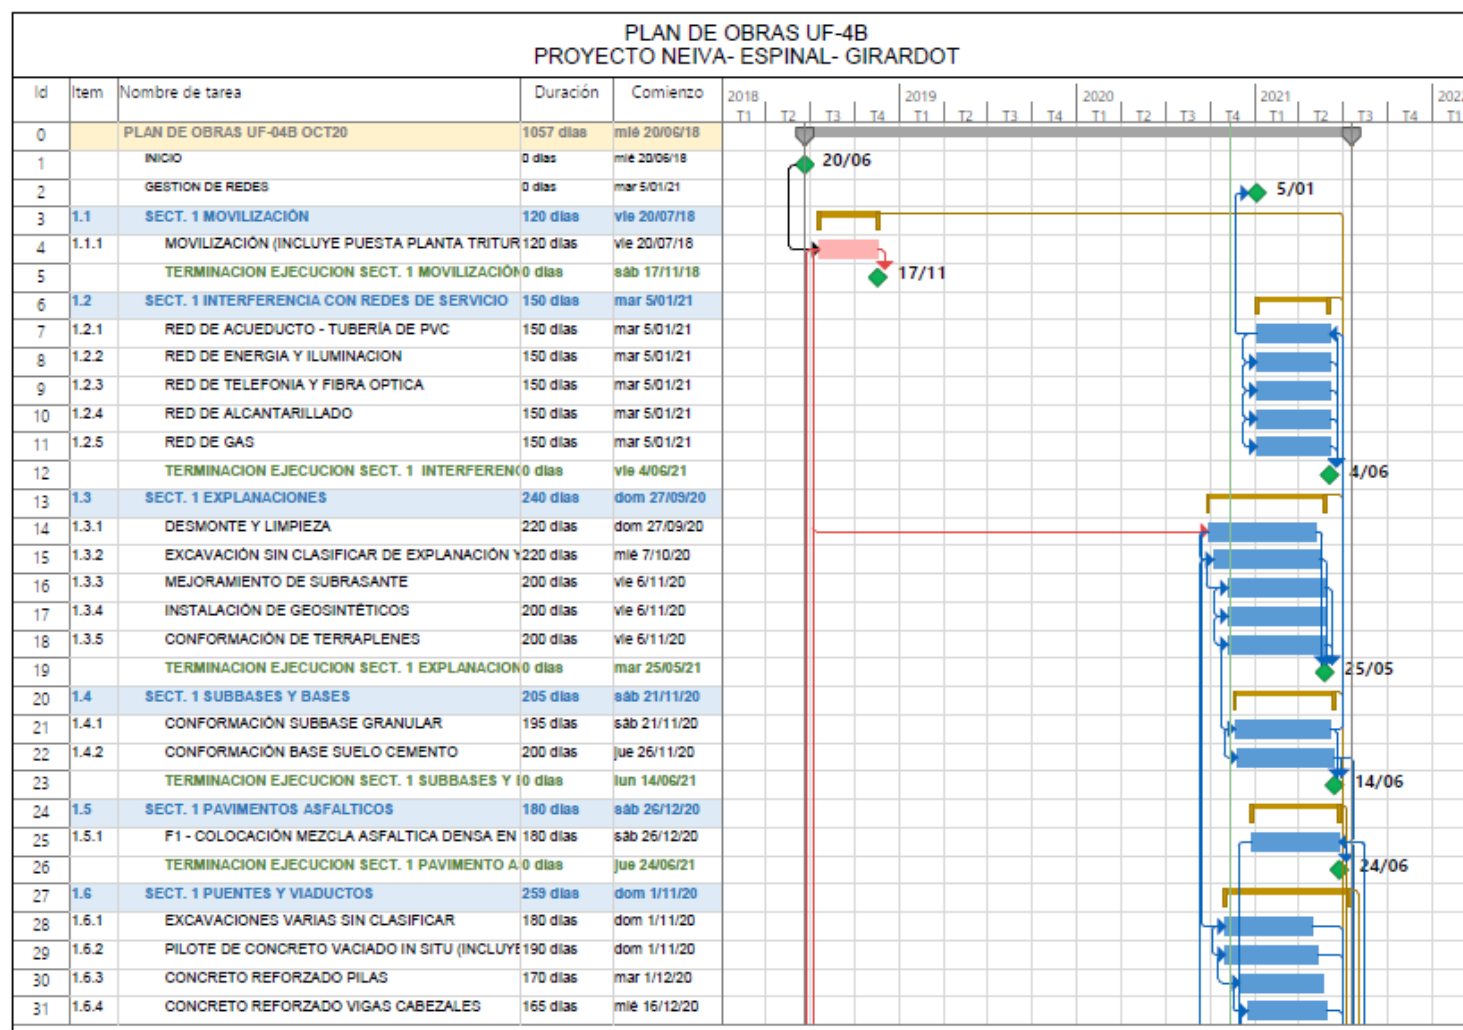 PLAN DE OBRAS UF-4B
PROYECTO NEIVA- ESPINAL- GIRARDOT
Id Item Nombre de tarea Duración Comienzo 2018 2019 2020 2021 2022
T1 T2 T3 T4 T1 T2 T3 T4 T1 T2 T3 T4 T1 T2 T3 T4 T1
0 PLAN DE OBRAS UF-04B OCT20 1057 días mié 20/06/18
1 INICIO 0 días mié 20/06/18 20/06
2 GESTION DE REDES 0 días mar 5/01/21 5/01
3 1.1 SECT. 1 MOVILIZACIÓN 120 días vie 20/07/18
4 1.1.1 MOVILIZACIÓN (INCLUYE PUESTA PLANTA TRITUR 120 días vie 20/07/18
5 TERMINACION EJECUCION SECT. 1 MOVILIZACIÓN 0 días sáb 17/11/18 17/11
6 1.2 SECT. 1 INTERFERENCIA CON REDES DE SERVICIO 150 días mar 5/01/21
7 1.2.1 RED DE ACUEDUCTO - TUBERÍA DE PVC 150 días mar 5/01/21
8 1.2.2 RED DE ENERGIA Y ILUMINACION 150 días mar 5/01/21
9 1.2.3 RED DE TELEFONIA Y FIBRA OPTICA 150 días mar 5/01/21
10 1.2.4 RED DE ALCANTARILLADO 150 días mar 5/01/21
11 1.2.5 RED DE GAS 150 días mar 5/01/21
12 TERMINACION EJECUCION SECT. 1 INTERFEREN 0 días vie 4/06/21 4/06
13 1.3 SECT. 1 EXPLANACIONES 240 días dom 27/09/20
14 1.3.1 DESMONTE Y LIMPIEZA 220 días dom 27/09/20
15 1.3.2 EXCAVACIÓN SIN CLASIFICAR DE EXPLANACIÓN Y 220 días mié 7/10/20
16 1.3.3 MEJORAMIENTO DE SUBRASANTE 200 días vie 6/11/20
17 1.3.4 INSTALACIÓN DE GEOSINTÉTICOS 200 días vie 6/11/20
18 1.3.5 CONFORMACIÓN DE TERRAPLENES 200 días vie 6/11/20
19 TERMINACION EJECUCION SECT. 1 EXPLANACION 0 días mar 25/05/21 25/05
20 1.4 SECT. 1 SUBBASES Y BASES 205 días sáb 21/11/20
21 1.4.1 CONFORMACIÓN SUBBASE GRANULAR 195 días sáb 21/11/20
22 1.4.2 CONFORMACIÓN BASE SUELO CEMENTO 200 días jue 26/11/20
23 TERMINACION EJECUCION SECT. 1 SUBBASES Y 0 días lun 14/06/21 14/06
24 1.5 SECT. 1 PAVIMENTOS ASFALTICOS 180 días sáb 26/12/20
25 1.5.1 F1 - COLOCACIÓN MEZCLA ASFALTICA DENSA EN 180 días sáb 26/12/20
26 TERMINACION EJECUCION SECT. 1 PAVIMENTO A 0 días jue 24/06/21 24/06
27 1.6 SECT. 1 PUENTES Y VIADUCTOS 259 días dom 1/11/20
28 1.6.1 EXCAVACIONES VARIAS SIN CLASIFICAR 180 días dom 1/11/20
29 1.6.2 PILOTE DE CONCRETO VACIADO IN SITU (INCLUYE 190 días dom 1/11/20
30 1.6.3 CONCRETO REFORZADO PILAS 170 días mar 1/12/20
31 1.6.4 CONCRETO REFORZADO VIGAS CABEZALES 165 días mié 16/12/20